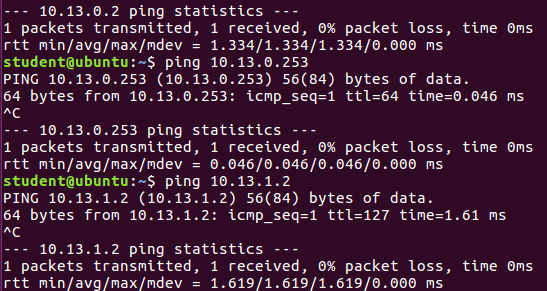 --- 10.13.0.2 ping statistics ---
1 packets transmitted, 1 received, 0% packet loss, time 0ms
rtt min/avg/max/mdev = 1.334/1.334/1.334/0.000 ms
student@ubuntu:~$ ping 10.13.0.253
PING 10.13.0.253 (10.13.0.253) 56(84) bytes of data.
64 bytes from 10.13.0.253: icmp_seq=1 ttl=64 time=0.046 ms
^C
--- 10.13.0.253 ping statistics ---
1 packets transmitted, 1 received, 0% packet loss, time 0ms
rtt min/avg/max/mdev = 0.046/0.046/0.046/0.000 ms
student@ubuntu:~$ ping 10.13.1.2
PING 10.13.1.2 (10.13.1.2) 56(84) bytes of data.
64 bytes from 10.13.1.2: icmp_seq=1 ttl=127 time=1.61 ms
^C
--- 10.13.1.2 ping statistics ---
1 packets transmitted, 1 received, 0% packet loss, time 0ms
rtt min/avg/max/mdev = 1.619/1.619/1.619/0.000 ms